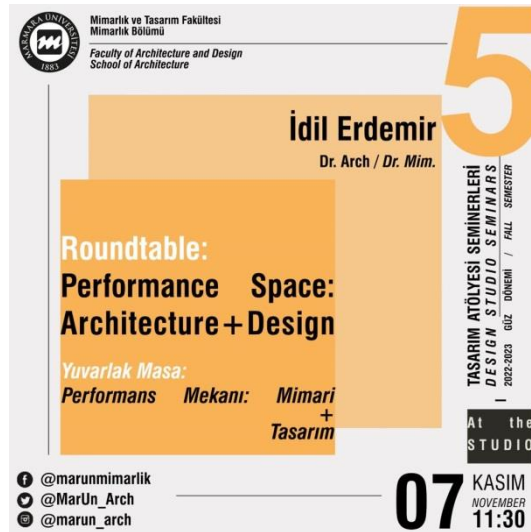 MARMARA ÜNİVERSİTESİ
m
1883
Mimarlık ve Tasarım Fakültesi
Mimarlık Bölümü
Faculty of Architecture and Design
School of Architecture
5
İdil Erdemir
Dr. Arch / Dr. Mim.
TASARIM ATÖLYESİ SEMİNERLERİ
DESIGN STUDIO SEMINARS
2022-2023 GÜZ DÖNEMİ / FALL SEMESTER
Roundtable:
Performance Space:
Architecture+Design
Yuvarlak Masa:
Performans Mekanı: Mimari
+
Tasarım
At the
STUDIO
@marunmimarlik
@MarUn_Arch
@marun_arch
07 KASIM
NOVEMBER
11:30